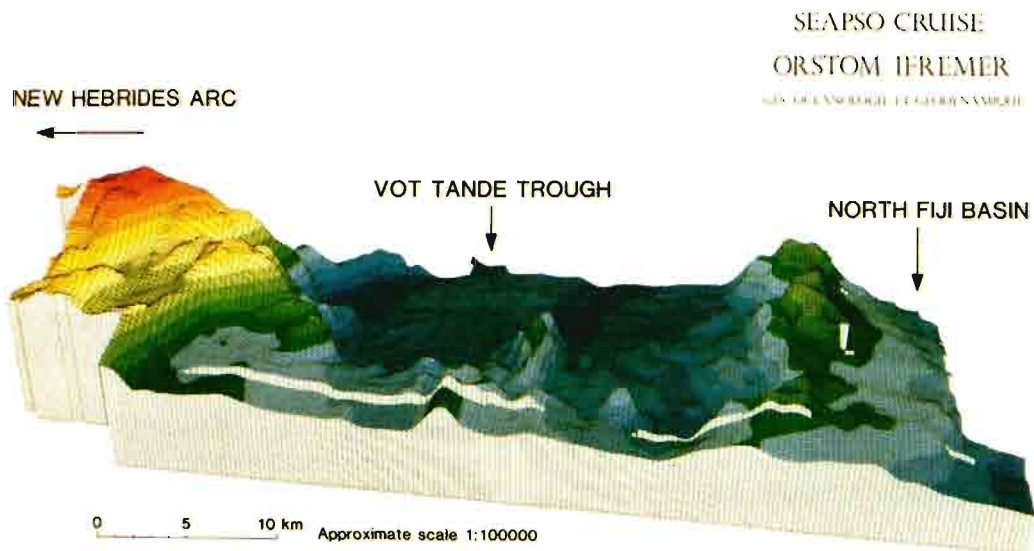 SEAPSO CRUISE
ORSTOM IFREMER
NEW HEBRIDES ARC
VOT TANDE TROUGH
NORTH FIJI BASIN
0 5 10 km Approximate scale 1:100000